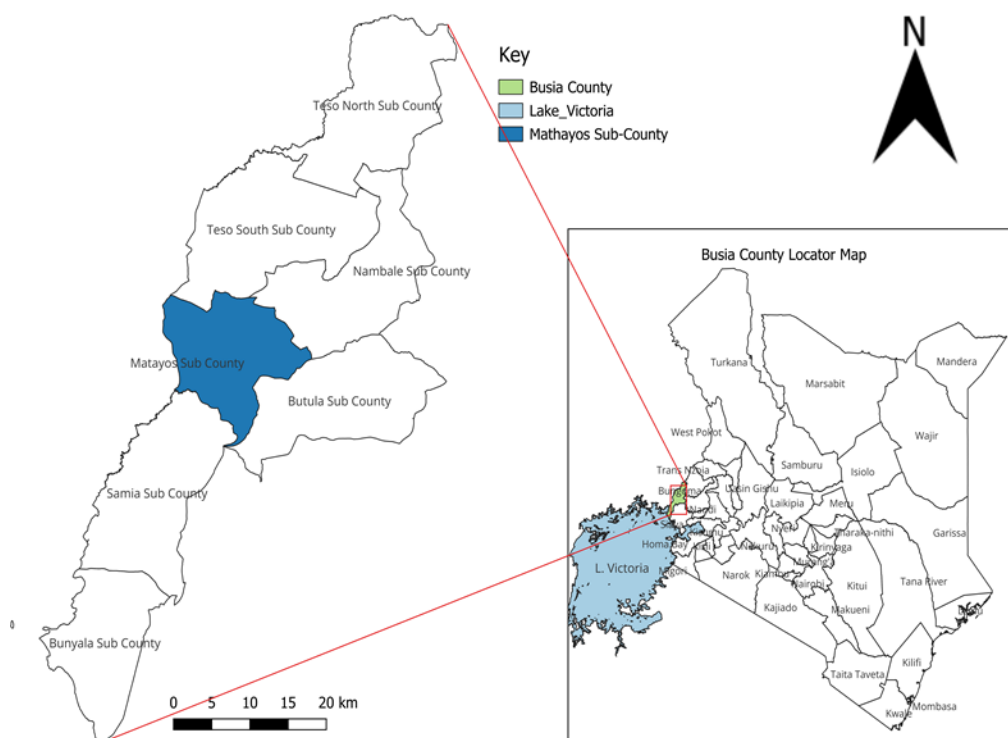 N
Key
Busia County
Lake_Victoria
Mathayos Sub-County
Teso North Sub County
Teso South Sub County
Nambale Sub County
Matayos Sub County
Butula Sub County
Samia Sub County
Bunyala Sub County
0 5 10 15 20 km
Busia County Locator Map
Turkana
Mandera
Marsabit
Wajir
West Pokot
Trans Nzoia
Samburu
Isiolo
Bungoma
Uasin Gishu
Laikipia
Meru
Nandi
Nyeri
Tharaka-nithi
Garissa
Kisumu
Homa Bay
Nakuru
Kirinyaga
L. Victoria
Migori
Narok
Kiambu
Nairobi
Kitui
Tana River
Kajiado
Makueni
Taita Taveta
Kilifi
Kwale
Mombasa